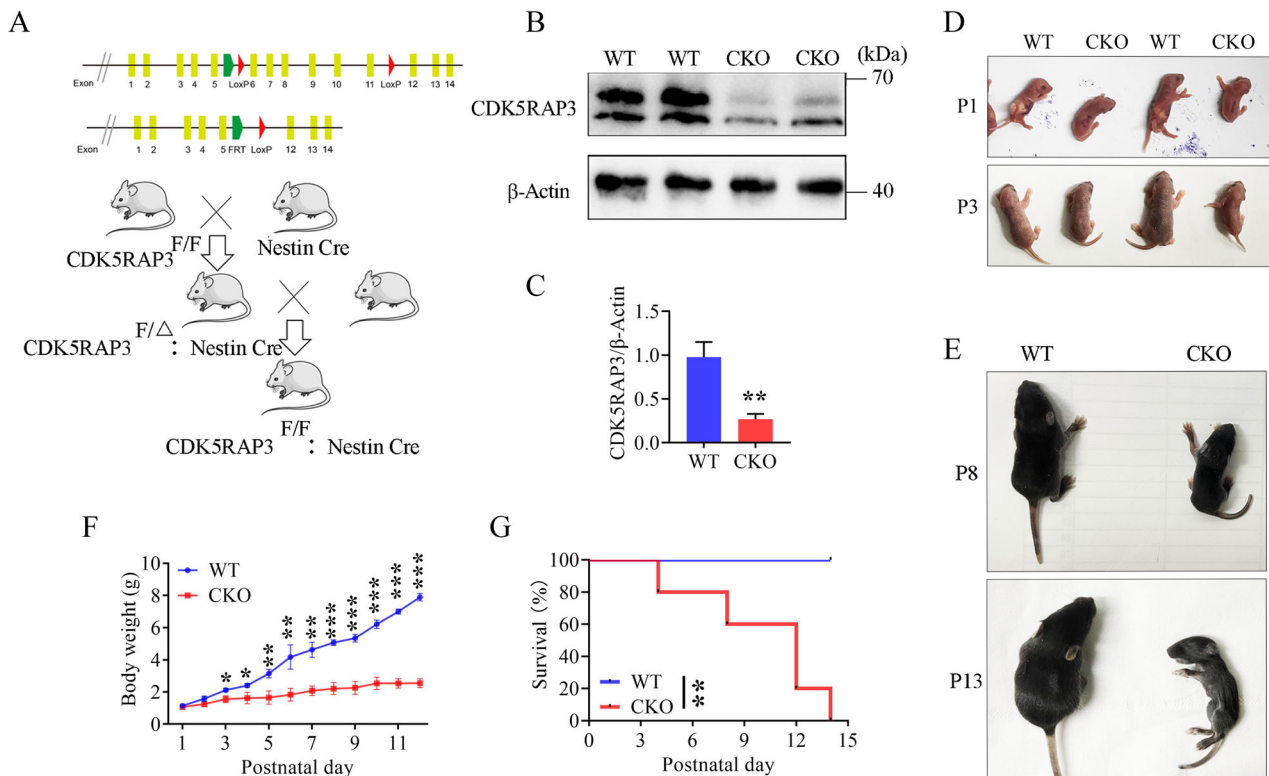 A
Exon 1 2 3 4 5 LoxP 6 7 8 9 10 11 LoxP 12 13 14
Exon 1 2 3 4 5 FRT LoxP 12 13 14
CDK5RAP3 F/F Nestin Cre
CDK5RAP3 F/△ : Nestin Cre
F/F
CDK5RAP3 : Nestin Cre
B
WT WT CKO CKO (kDa)
CDK5RAP3 70
β-Actin 40
C
CDK5RAP3/β-Actin
1.5
1.0
0.5
0.0
**
WT CKO
D
WT CKO WT CKO
P1
P3
E
WT CKO
P8
P13
F
Body weight (g)
10
8
6
4
2
0
WT
CKO
* * ** ** ** *** *** *** *** ***
1 3 5 7 9 11
Postnatal day
G
Survival (%)
100
80
60
40
20
0
WT
CKO
**
0 3 6 9 12 15
Postnatal day